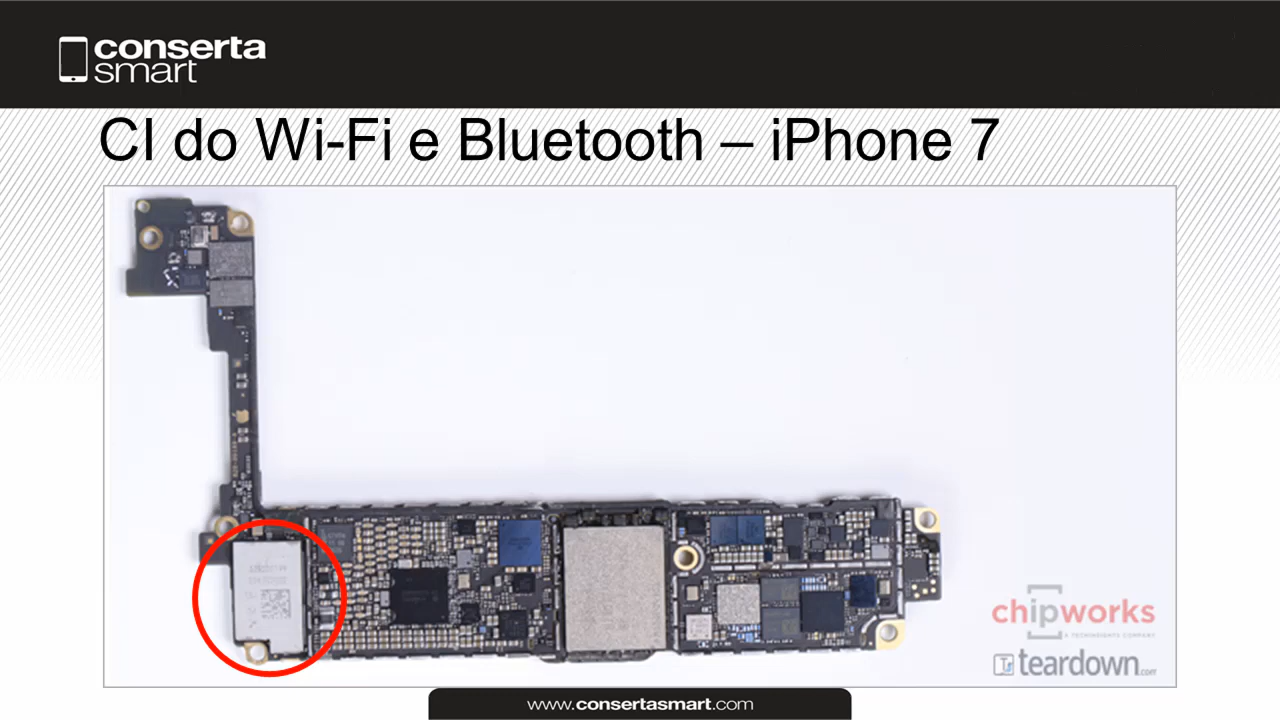 conserta
smart
CI do Wi-Fi e Bluetooth – iPhone 7
chipworks
A TECHINSIGHTS COMPANY
teardown.com
www.consertasmart.com